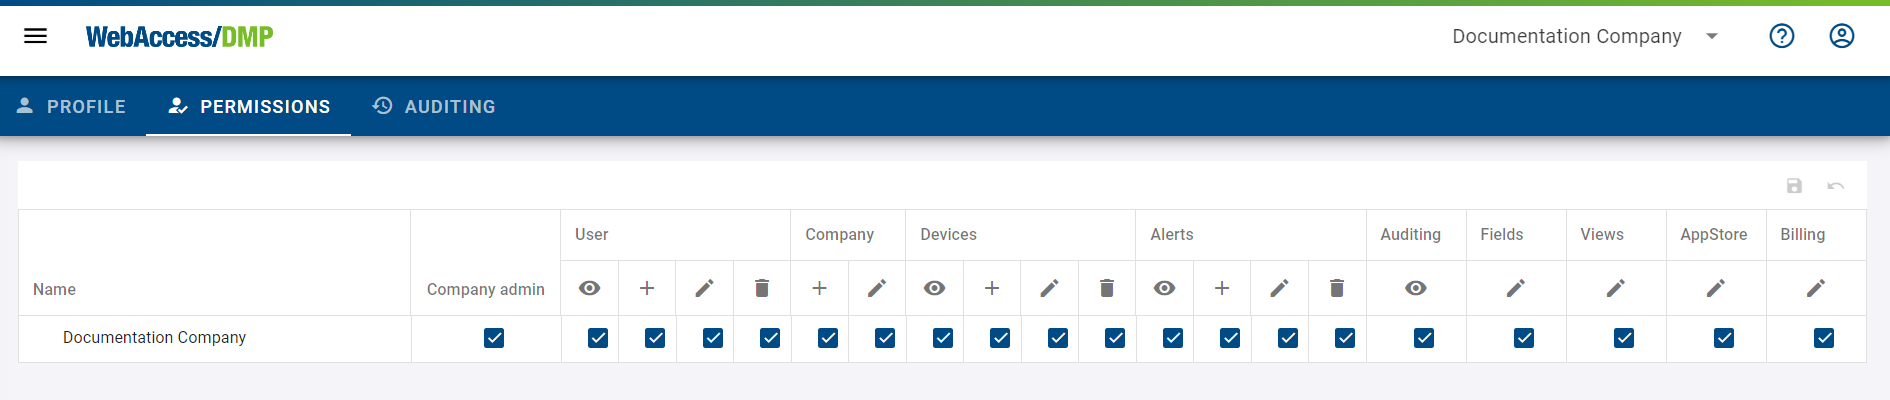 WebAccess/DMP
Documentation Company
PROFILE
PERMISSIONS
AUDITING
User
Company
Devices
Alerts
Auditing
Fields
Views
AppStore
Billing
Name
Company admin
Documentation Company